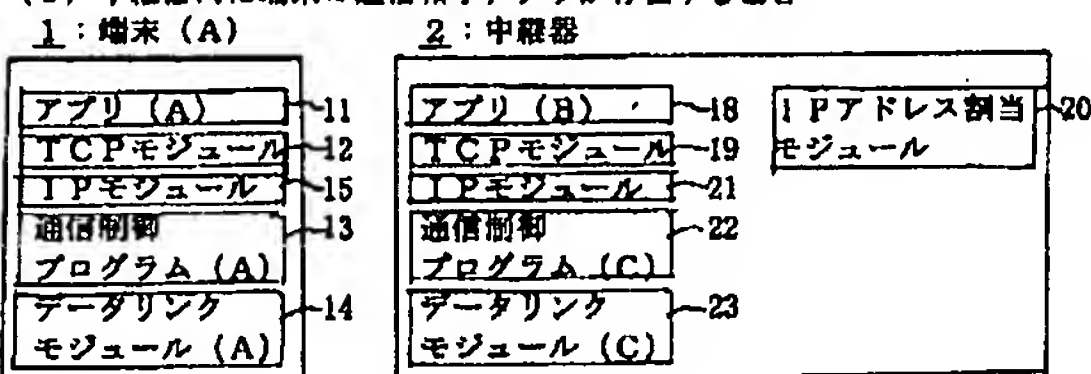 1:端末(A) 2:中継器
アプリ(A) 11 アプリ(B) 18 IPアドレス割当 20
TCPモジュール 12 TCPモジュール 19 モジュール
IPモジュール 15 IPモジュール 21
通信制御 13 通信制御 22
プログラム(A) プログラム(C)
データリンク 14 データリンク 23
モジュール(A) モジュール(C)